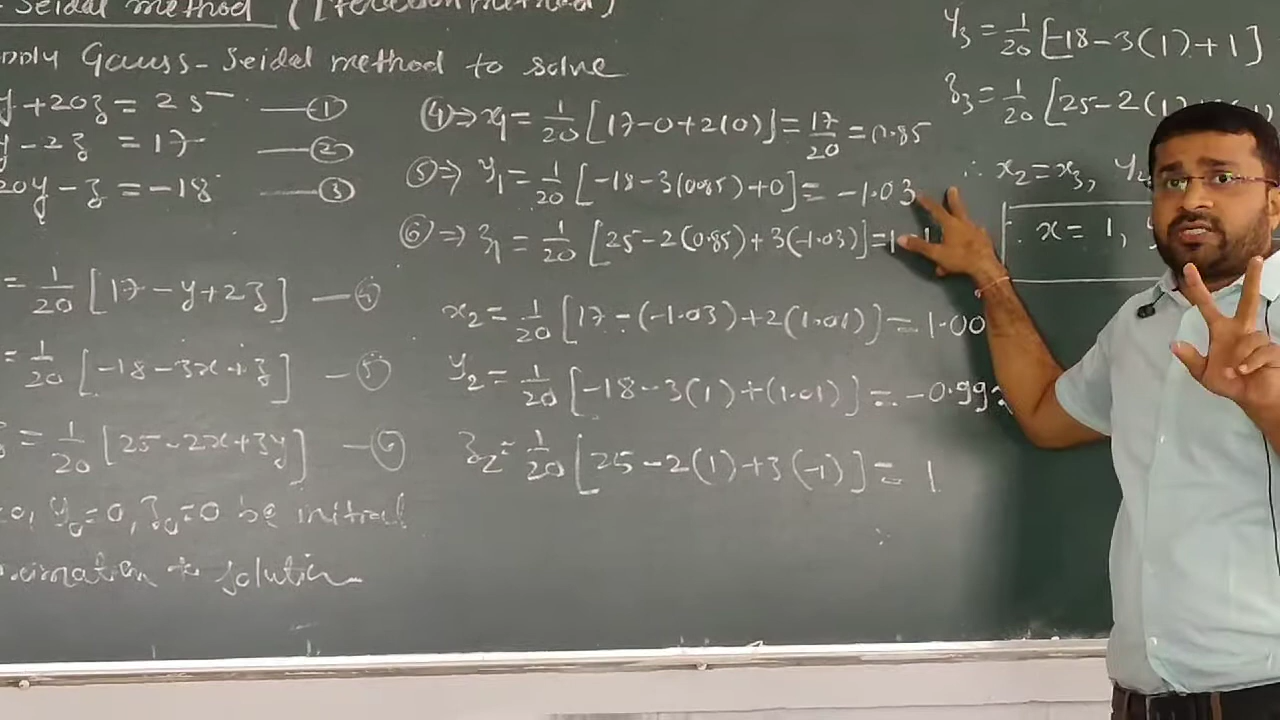 Seidal method (Iteration method)
pply Gauss-Seidal method to solve
y+20z = 25 —①
y-2z = 17 —②
20y-z = -18 —③
= 1/20 [17-y+2z] —④
= 1/20 [-18-3x+z] —⑤
z = 1/20 [25-2x+3y] —⑥
y₀=0, z₀=0 be initial
ximation to solution
④⇒ x₁ = 1/20 [17-0+2(0)] = 17/20 = 0.85
⑤⇒ y₁ = 1/20 [-18-3(0.85)+0] = -1.03
⑥⇒ z₁ = 1/20 [25-2(0.85)+3(-1.03)] = 1
x₂ = 1/20 [17-(-1.03)+2(1.01)] = 1.00
y₂ = 1/20 [-18-3(1)+(1.01)] = -0.99
z₂ = 1/20 [25-2(1)+3(-1)] = 1
y₃ = 1/20 [-18-3(1)+1]
z₃ = 1/20 [25-2(1)
∴ x₂=x₃, y₂
∴ x = 1,